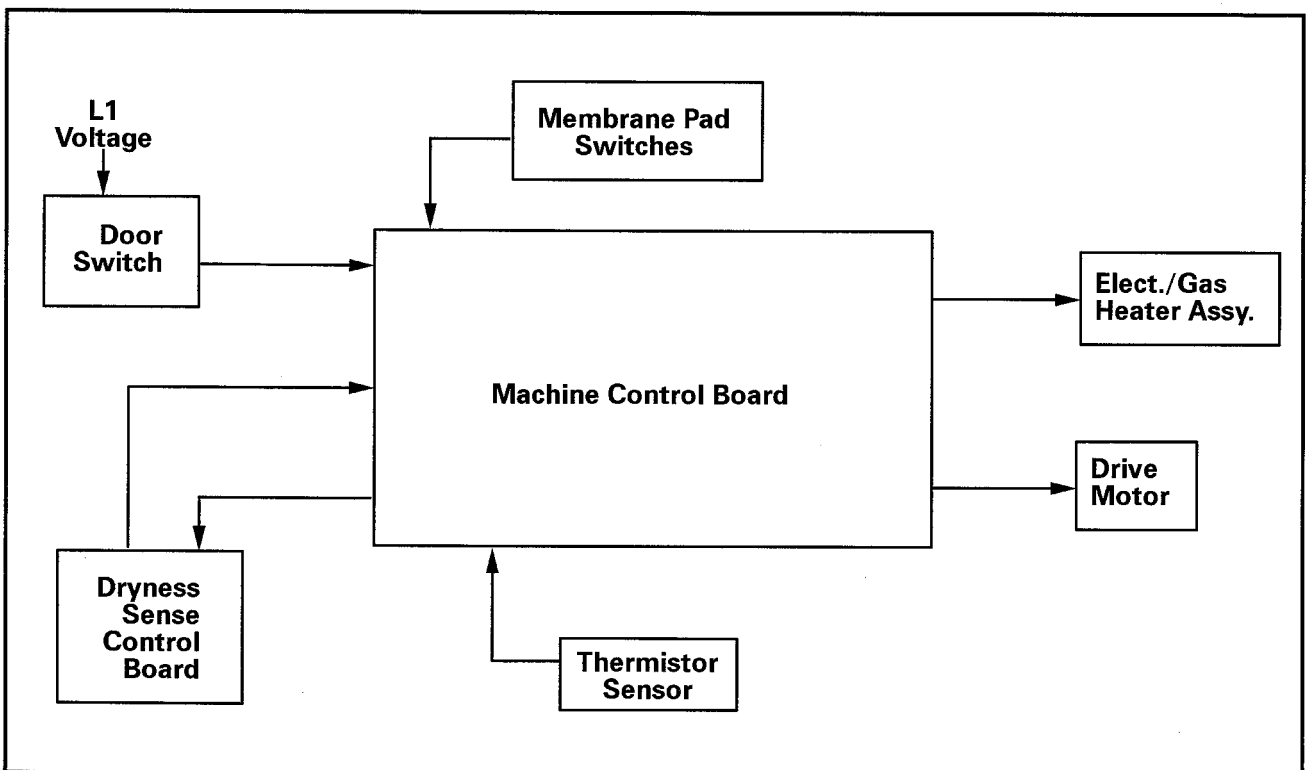 L1
Voltage
Membrane Pad
Switches
Door
Switch
Elect./Gas
Heater Assy.
Machine Control Board
Drive
Motor
Dryness
Sense
Control
Board
Thermistor
Sensor